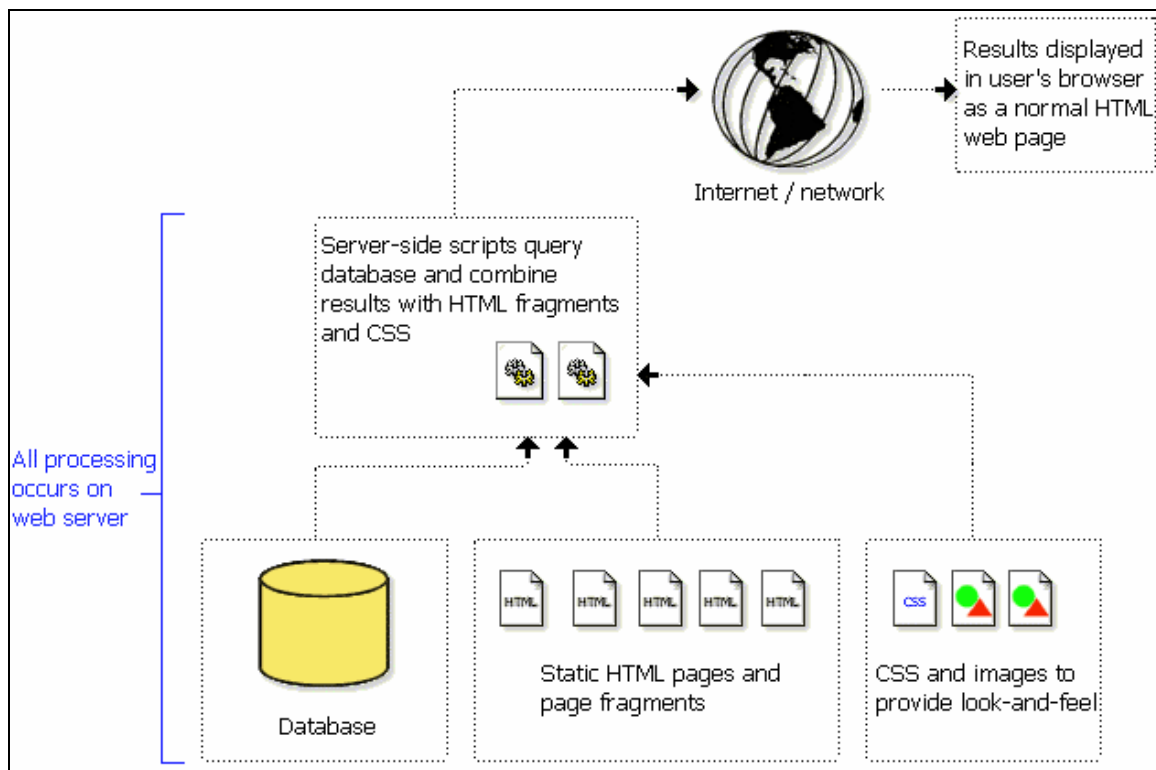 Results displayed
in user's browser
as a normal HTML
web page
Internet / network
Server-side scripts query
database and combine
results with HTML fragments
and CSS
All processing
occurs on
web server
Database
HTML HTML HTML HTML HTML
Static HTML pages and
page fragments
CSS
CSS and images to
provide look-and-feel